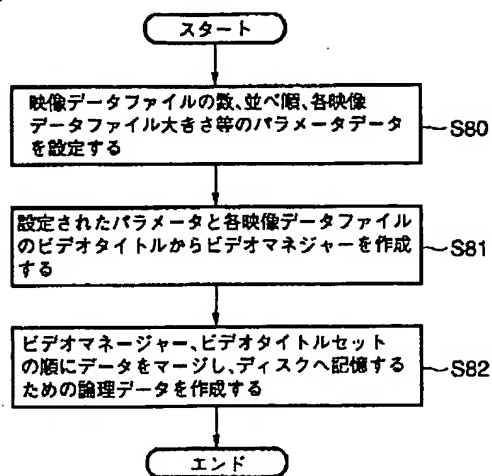 スタート
映像データファイルの数、並べ順、各映像
データファイル大きさ等のパラメータデータ
を設定する
S80
設定されたパラメータと各映像データファイル
のビデオタイトルからビデオマネジャーを作成
する
S81
ビデオマネージャー、ビデオタイトルセット
の順にデータをマージし、ディスクへ記憶する
ための論理データを作成する
S82
エンド